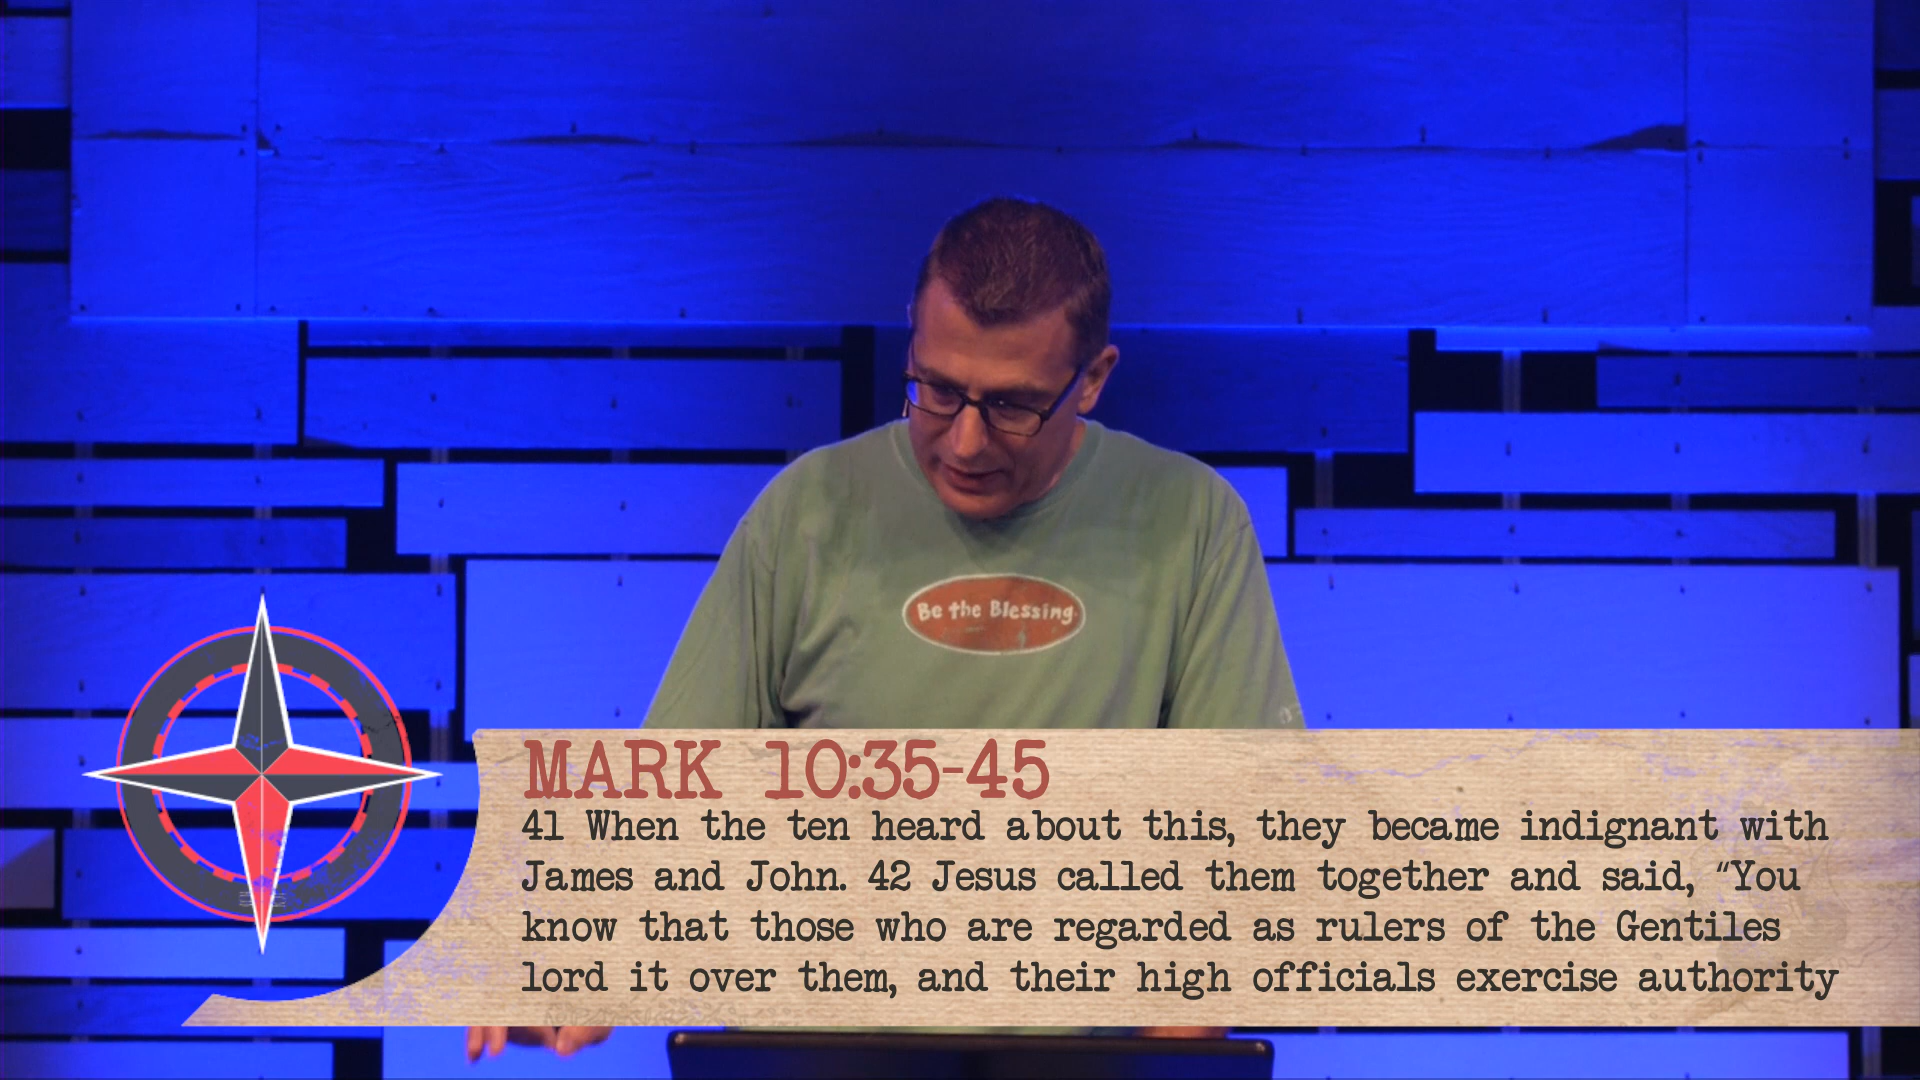 Be the Blessing
MARK 10:35-45
41 When the ten heard about this, they became indignant with
James and John. 42 Jesus called them together and said, “You
know that those who are regarded as rulers of the Gentiles
lord it over them, and their high officials exercise authority